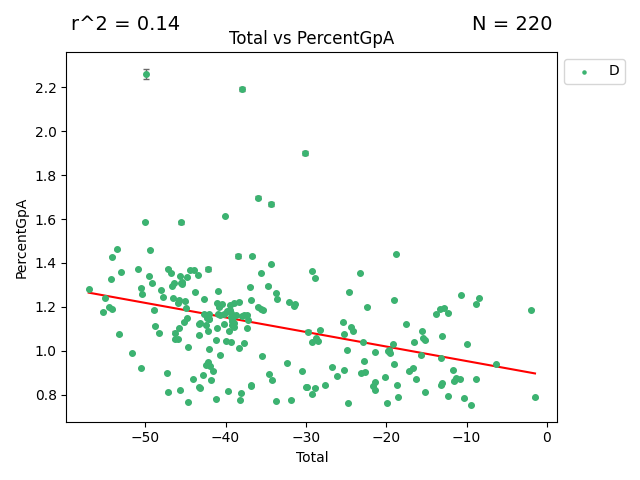 r^2 = 0.14
N = 220
Total vs PercentGpA
D
PercentGpA
2.2
2.0
1.8
1.6
1.4
1.2
1.0
0.8
−50
−40
−30
−20
−10
0
Total